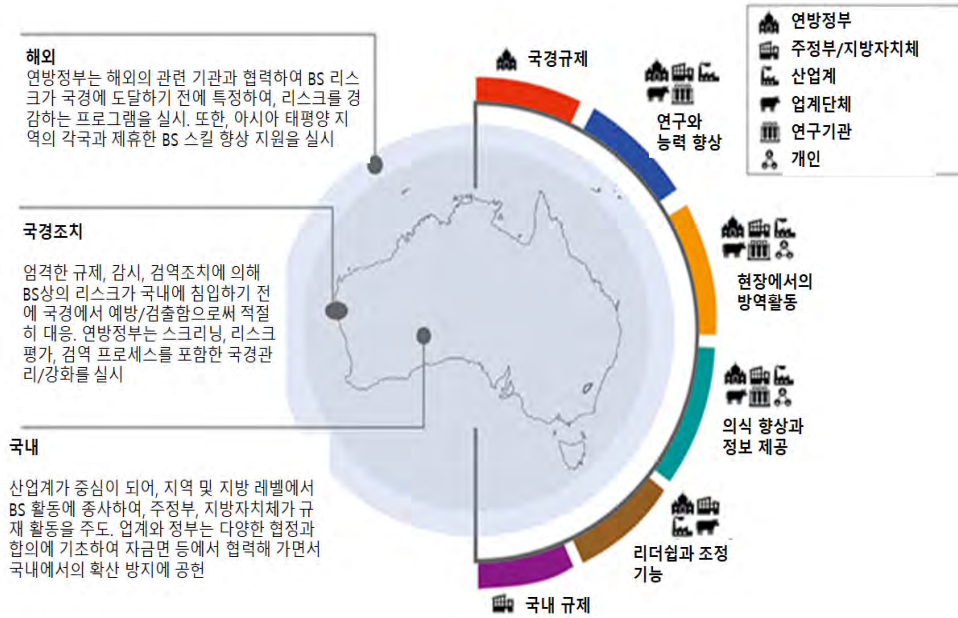 해외
연방정부는 해외의 관련 기관과 협력하여 BS 리스
크가 국경에 도달하기 전에 특정하여, 리스크를 경
감하는 프로그램을 실시. 또한, 아시아 태평양 지
역의 각국과 제휴한 BS 스킬 향상 지원을 실시
국경조치
엄격한 규제, 감시, 검역조치에 의해
BS상의 리스크가 국내에 침입하기 전
에 국경에서 예방/검출함으로써 적절
히 대응. 연방정부는 스크리닝, 리스크
평가, 검역 프로세스를 포함한 국경관
리/강화를 실시
국내
산업계가 중심이 되어, 지역 및 지방 레벨에서
BS 활동에 종사하여, 주정부, 지방자치체가 규
재 활동을 주도. 업계와 정부는 다양한 협정과
합의에 기초하여 자금면 등에서 협력해 가면서
국내에서의 확산 방지에 공헌
국경규제
연구와
능력 향상
현장에서의
방역활동
의식 향상과
정보 제공
리더쉽과 조정
기능
국내 규제
연방정부
주정부/지방자치체
산업계
업계단체
연구기관
개인